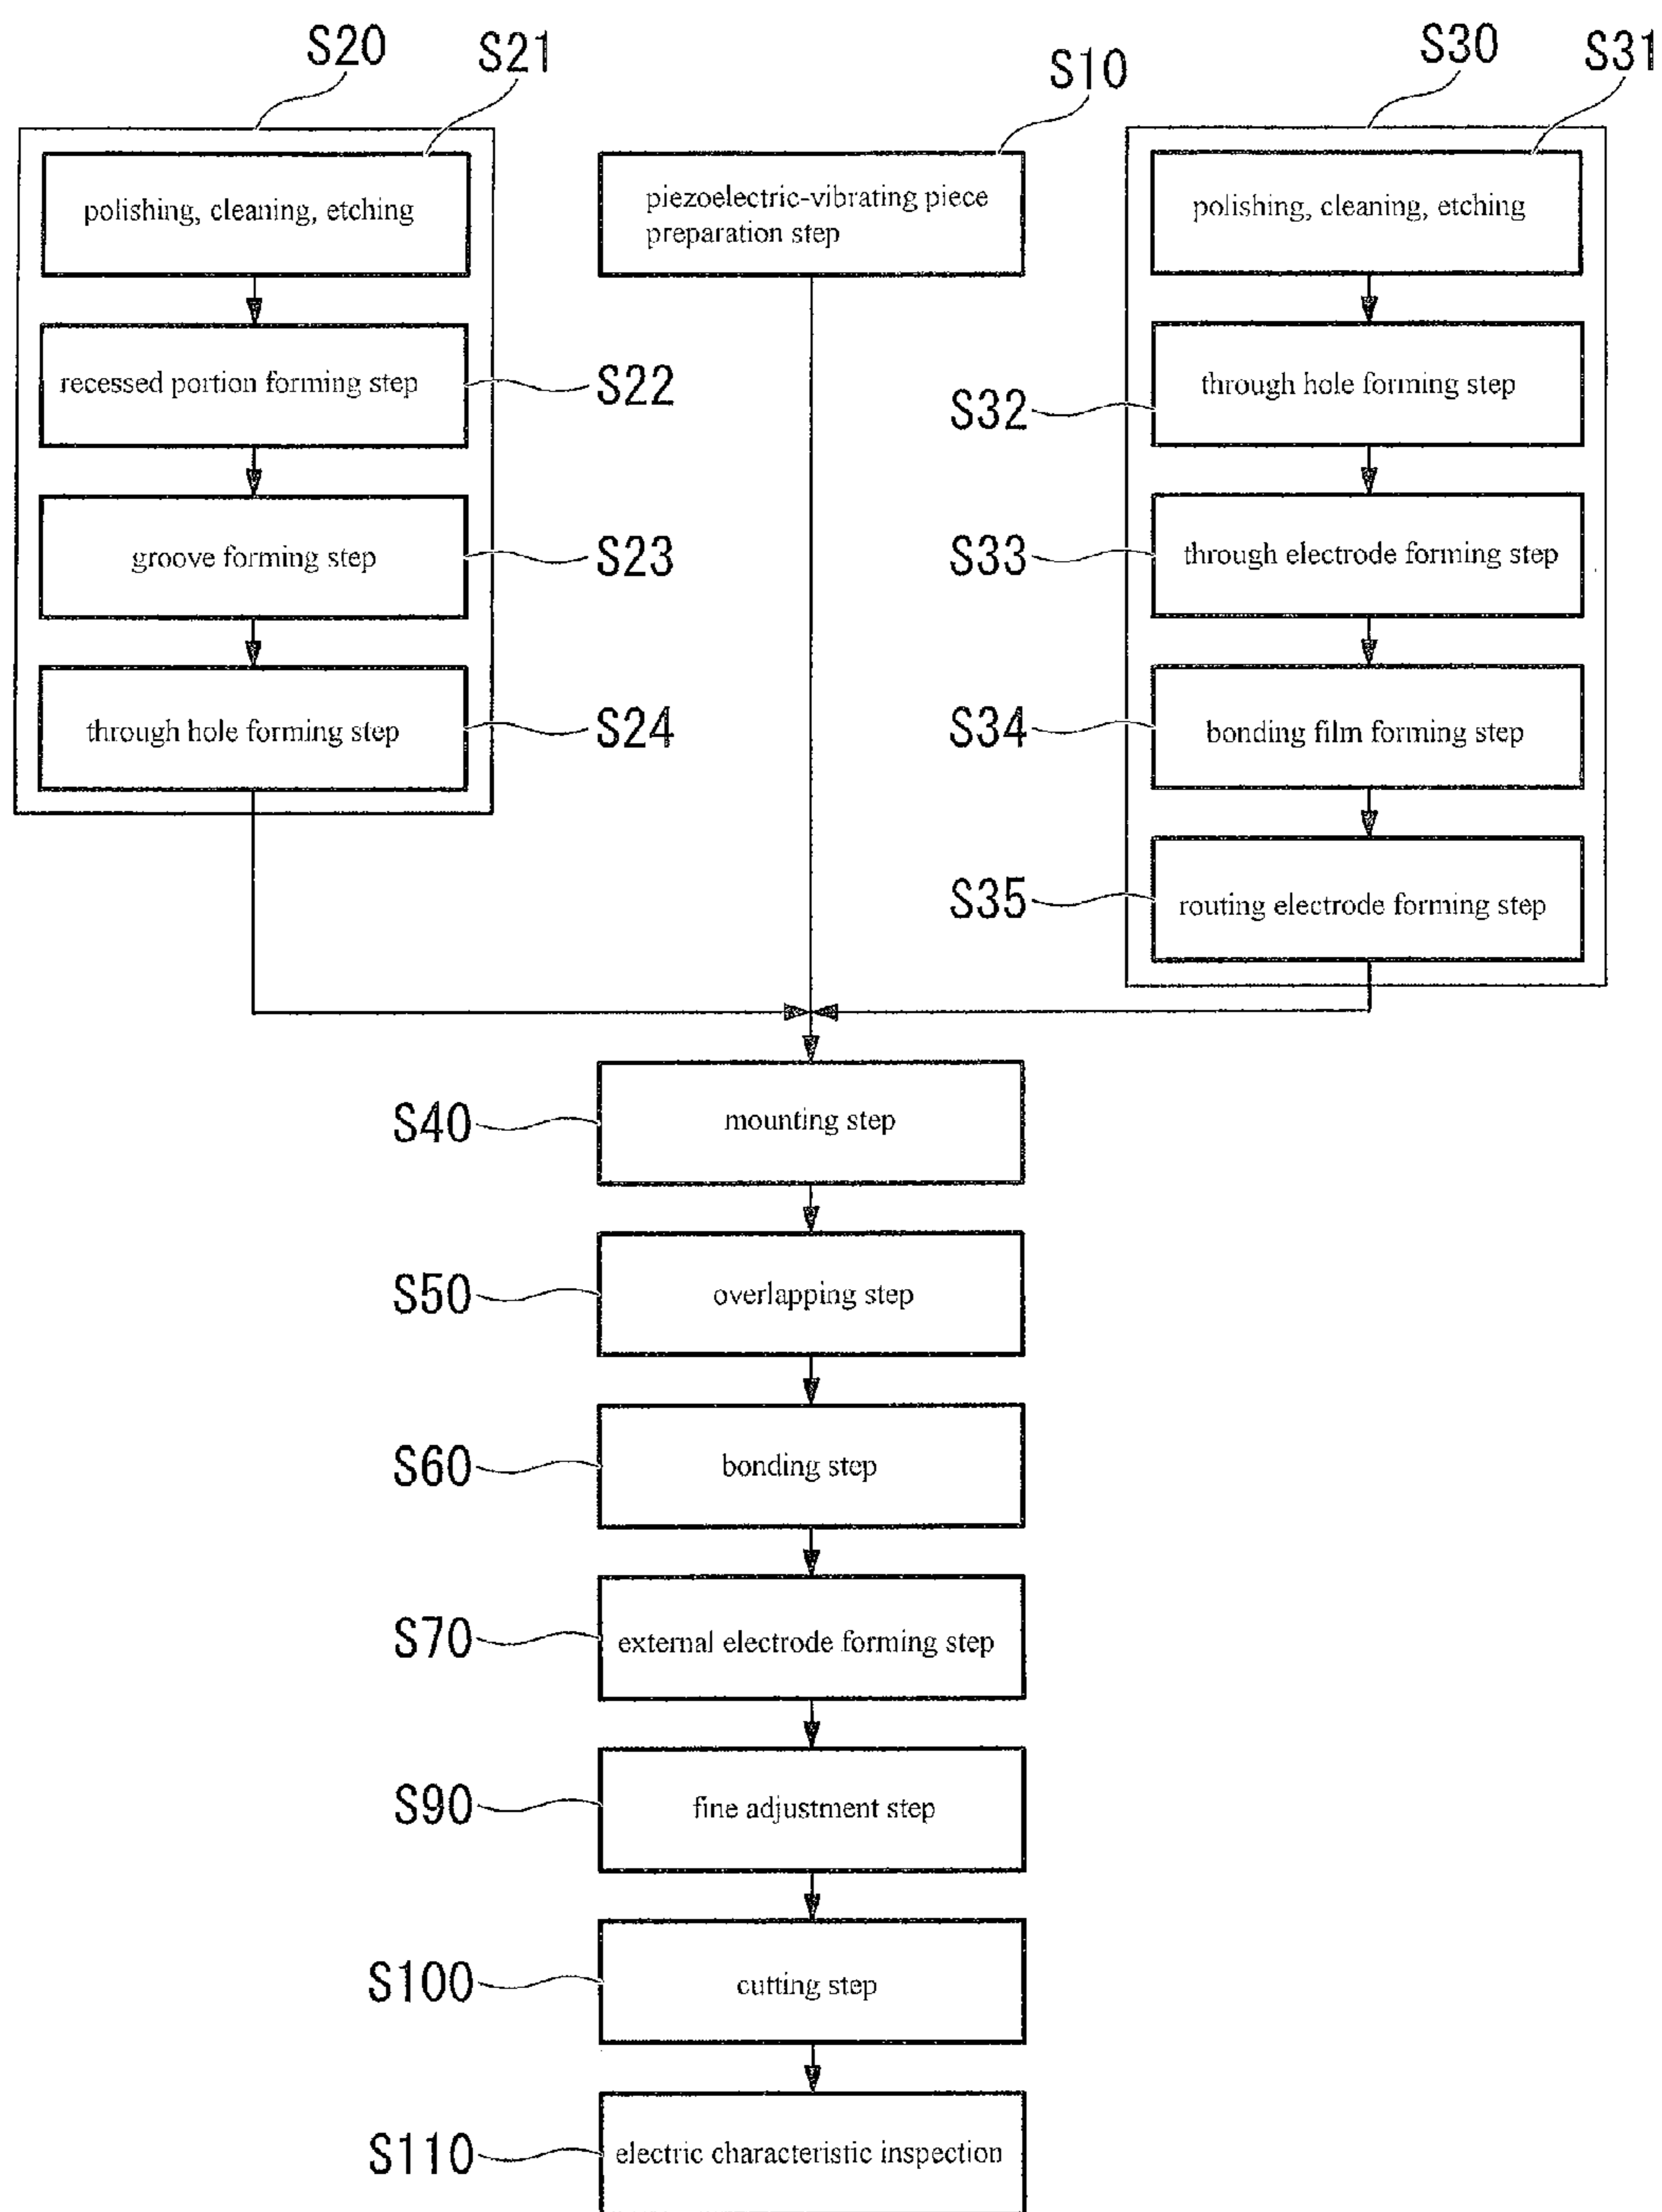 S20
S21
S10
S30
S31
polishing, cleaning, etching
piezoelectric-vibrating piece
preparation step
polishing, cleaning, etching
recessed portion forming step
S22
S32
through hole forming step
groove forming step
S23
S33
through electrode forming step
through hole forming step
S24
S34
bonding film forming step
S35
routing electrode forming step
S40
mounting step
S50
overlapping step
S60
bonding step
S70
external electrode forming step
S90
fine adjustment step
S100
cutting step
S110
electric characteristic inspection